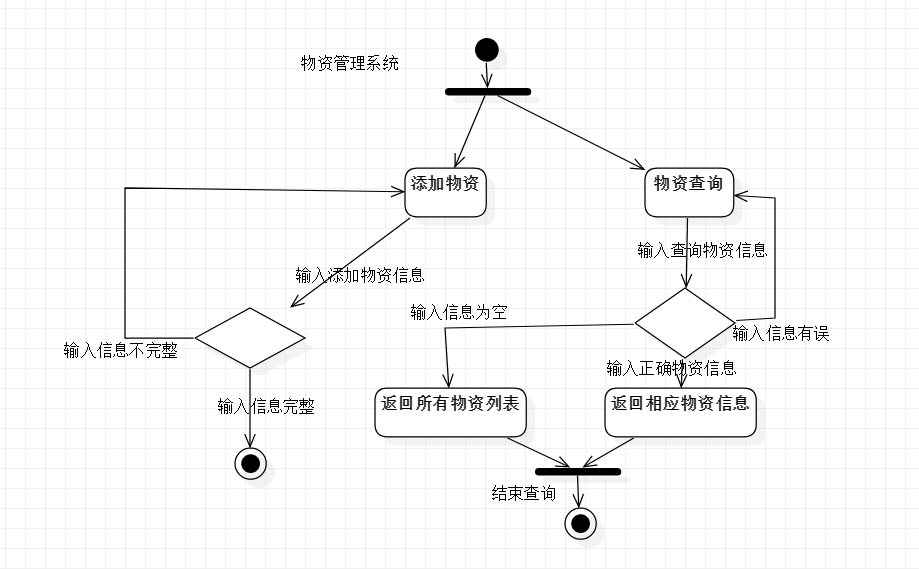 物资管理系统
添加物资
物资查询
输入查询物资信息
输入添加物资信息
输入信息为空
输入信息有误
输入信息不完整
输入正确物资信息
返回所有物资列表
返回相应物资信息
输入信息完整
结束查询